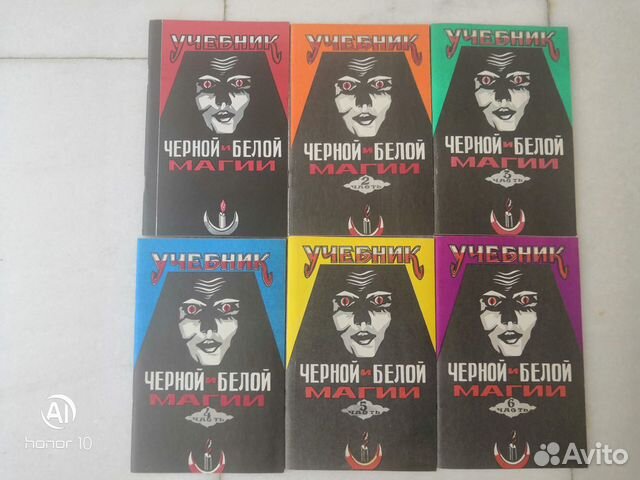 УЧЕБНИК
ЧЕРНОЙ И БЕЛОЙ
МАГИИ
УЧЕБНИК
ЧЕРНОЙ И БЕЛОЙ
МАГИИ
2
ЧАСТЬ
УЧЕБНИК
ЧЕРНОЙ И БЕЛОЙ
МАГИИ
3
ЧАСТЬ
УЧЕБНИК
ЧЕРНОЙ И БЕЛОЙ
МАГИИ
4
ЧАСТЬ
УЧЕБНИК
ЧЕРНОЙ И БЕЛОЙ
МАГИИ
5
ЧАСТЬ
УЧЕБНИК
ЧЕРНОЙ И БЕЛОЙ
МАГИИ
6
ЧАСТЬ
AI
honor 10
Avito